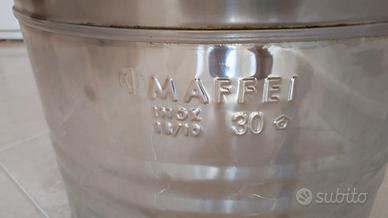 MAFFEI
INOX
18/10 30
subito